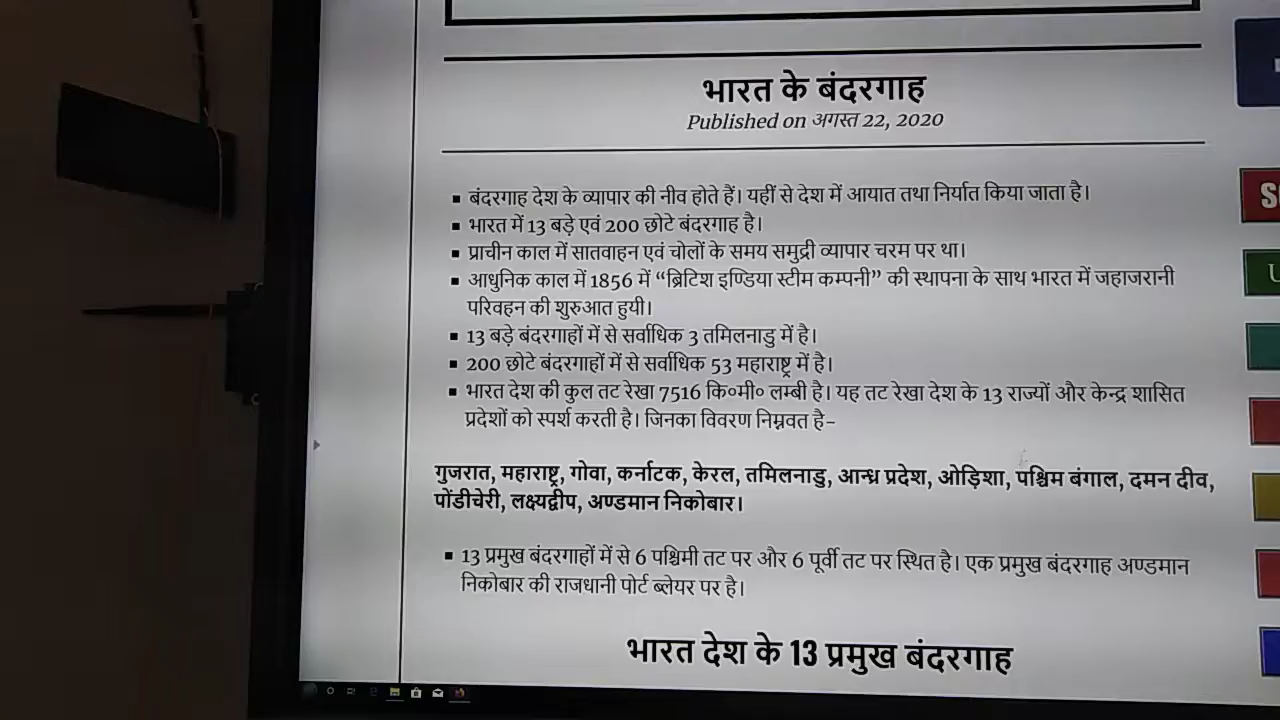 भारत के बंदरगाह
Published on अगस्त 22, 2020
▪ बंदरगाह देश के व्यापार की नीव होते हैं। यहीं से देश में आयात तथा निर्यात किया जाता है।
▪ भारत में 13 बड़े एवं 200 छोटे बंदरगाह है।
▪ प्राचीन काल में सातवाहन एवं चोलों के समय समुद्री व्यापार चरम पर था।
▪ आधुनिक काल में 1856 में “ब्रिटिश इण्डिया स्टीम कम्पनी” की स्थापना के साथ भारत में जहाजरानी
परिवहन की शुरुआत हुयी।
▪ 13 बड़े बंदरगाहों में से सर्वाधिक 3 तमिलनाडु में है।
▪ 200 छोटे बंदरगाहों में से सर्वाधिक 53 महाराष्ट्र में है।
▪ भारत देश की कुल तट रेखा 7516 कि०मी० लम्बी है। यह तट रेखा देश के 13 राज्यों और केन्द्र शासित
प्रदेशों को स्पर्श करती है। जिनका विवरण निम्नवत है–
गुजरात, महाराष्ट्र, गोवा, कर्नाटक, केरल, तमिलनाडु, आन्ध्र प्रदेश, ओड़िशा, पश्चिम बंगाल, दमन दीव,
पोंडीचेरी, लक्ष्यद्वीप, अण्डमान निकोबार।
▪ 13 प्रमुख बंदरगाहों में से 6 पश्चिमी तट पर और 6 पूर्वी तट पर स्थित है। एक प्रमुख बंदरगाह अण्डमान
निकोबार की राजधानी पोर्ट ब्लेयर पर है।
भारत देश के 13 प्रमुख बंदरगाह